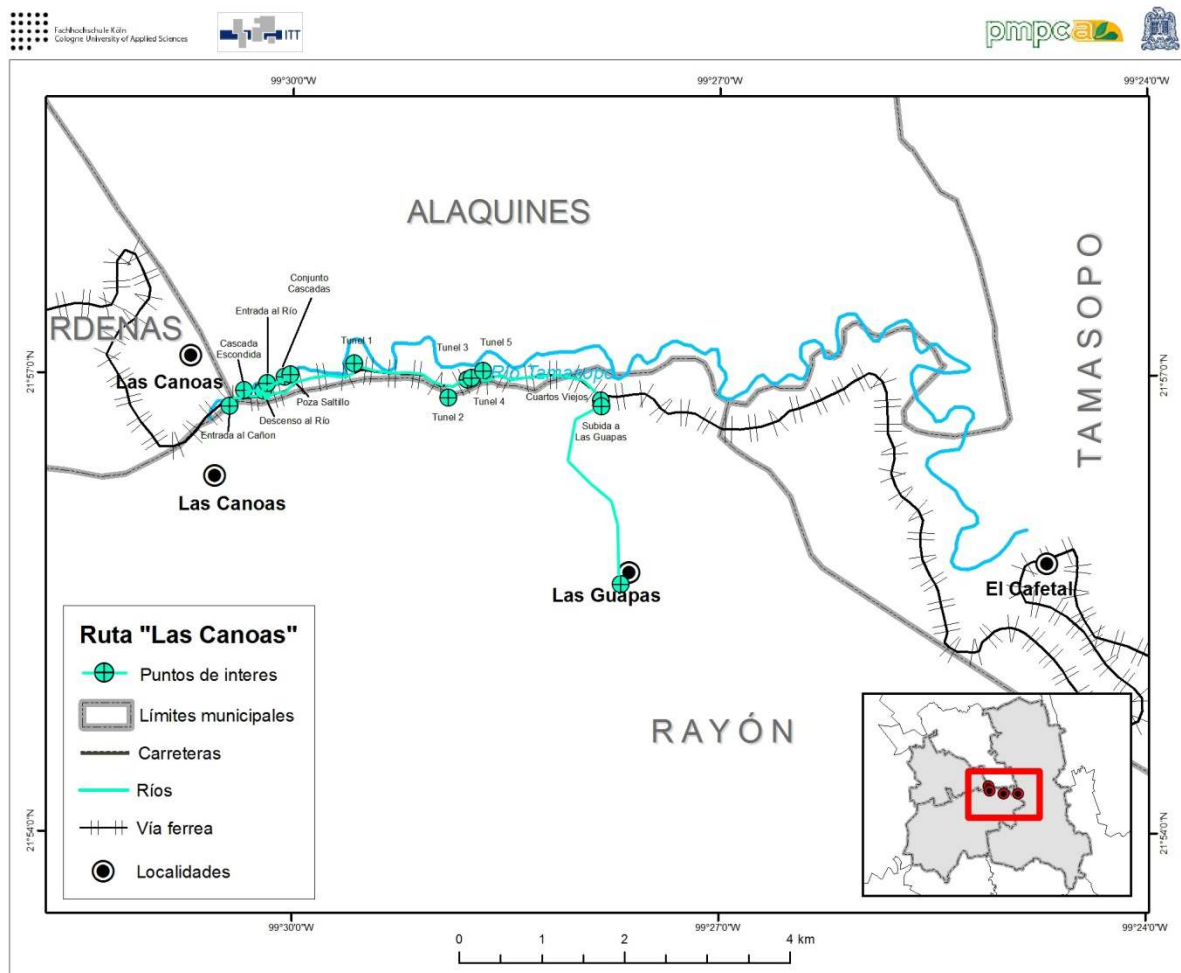 Fachhochschule Köln
Cologne University of Applied Sciences
ITT
pmpca
99°30'0"W
99°27'0"W
99°24'0"W
ALAQUINES
TAMASOPO
RDENAS
Conjunto
Cascadas
Entrada al Río
Cascada
Escondida
Tunel 1
Tunel 3
Tunel 5
Río Tamasopo
21°57'0"N
21°57'0"N
Las Canoas
Poza Saltillo
Descenso al Río
Entrada al Cañon
Tunel 2
Tunel 4
Cuartos Viejos
Subida a
Las Guapas
Las Canoas
Las Guapas
El Cafetal
RAYÓN
Ruta "Las Canoas"
Puntos de interes
Límites municipales
Carreteras
Ríos
Vía ferrea
Localidades
21°54'0"N
21°54'0"N
99°30'0"W
99°27'0"W
99°24'0"W
0 1 2 4 km